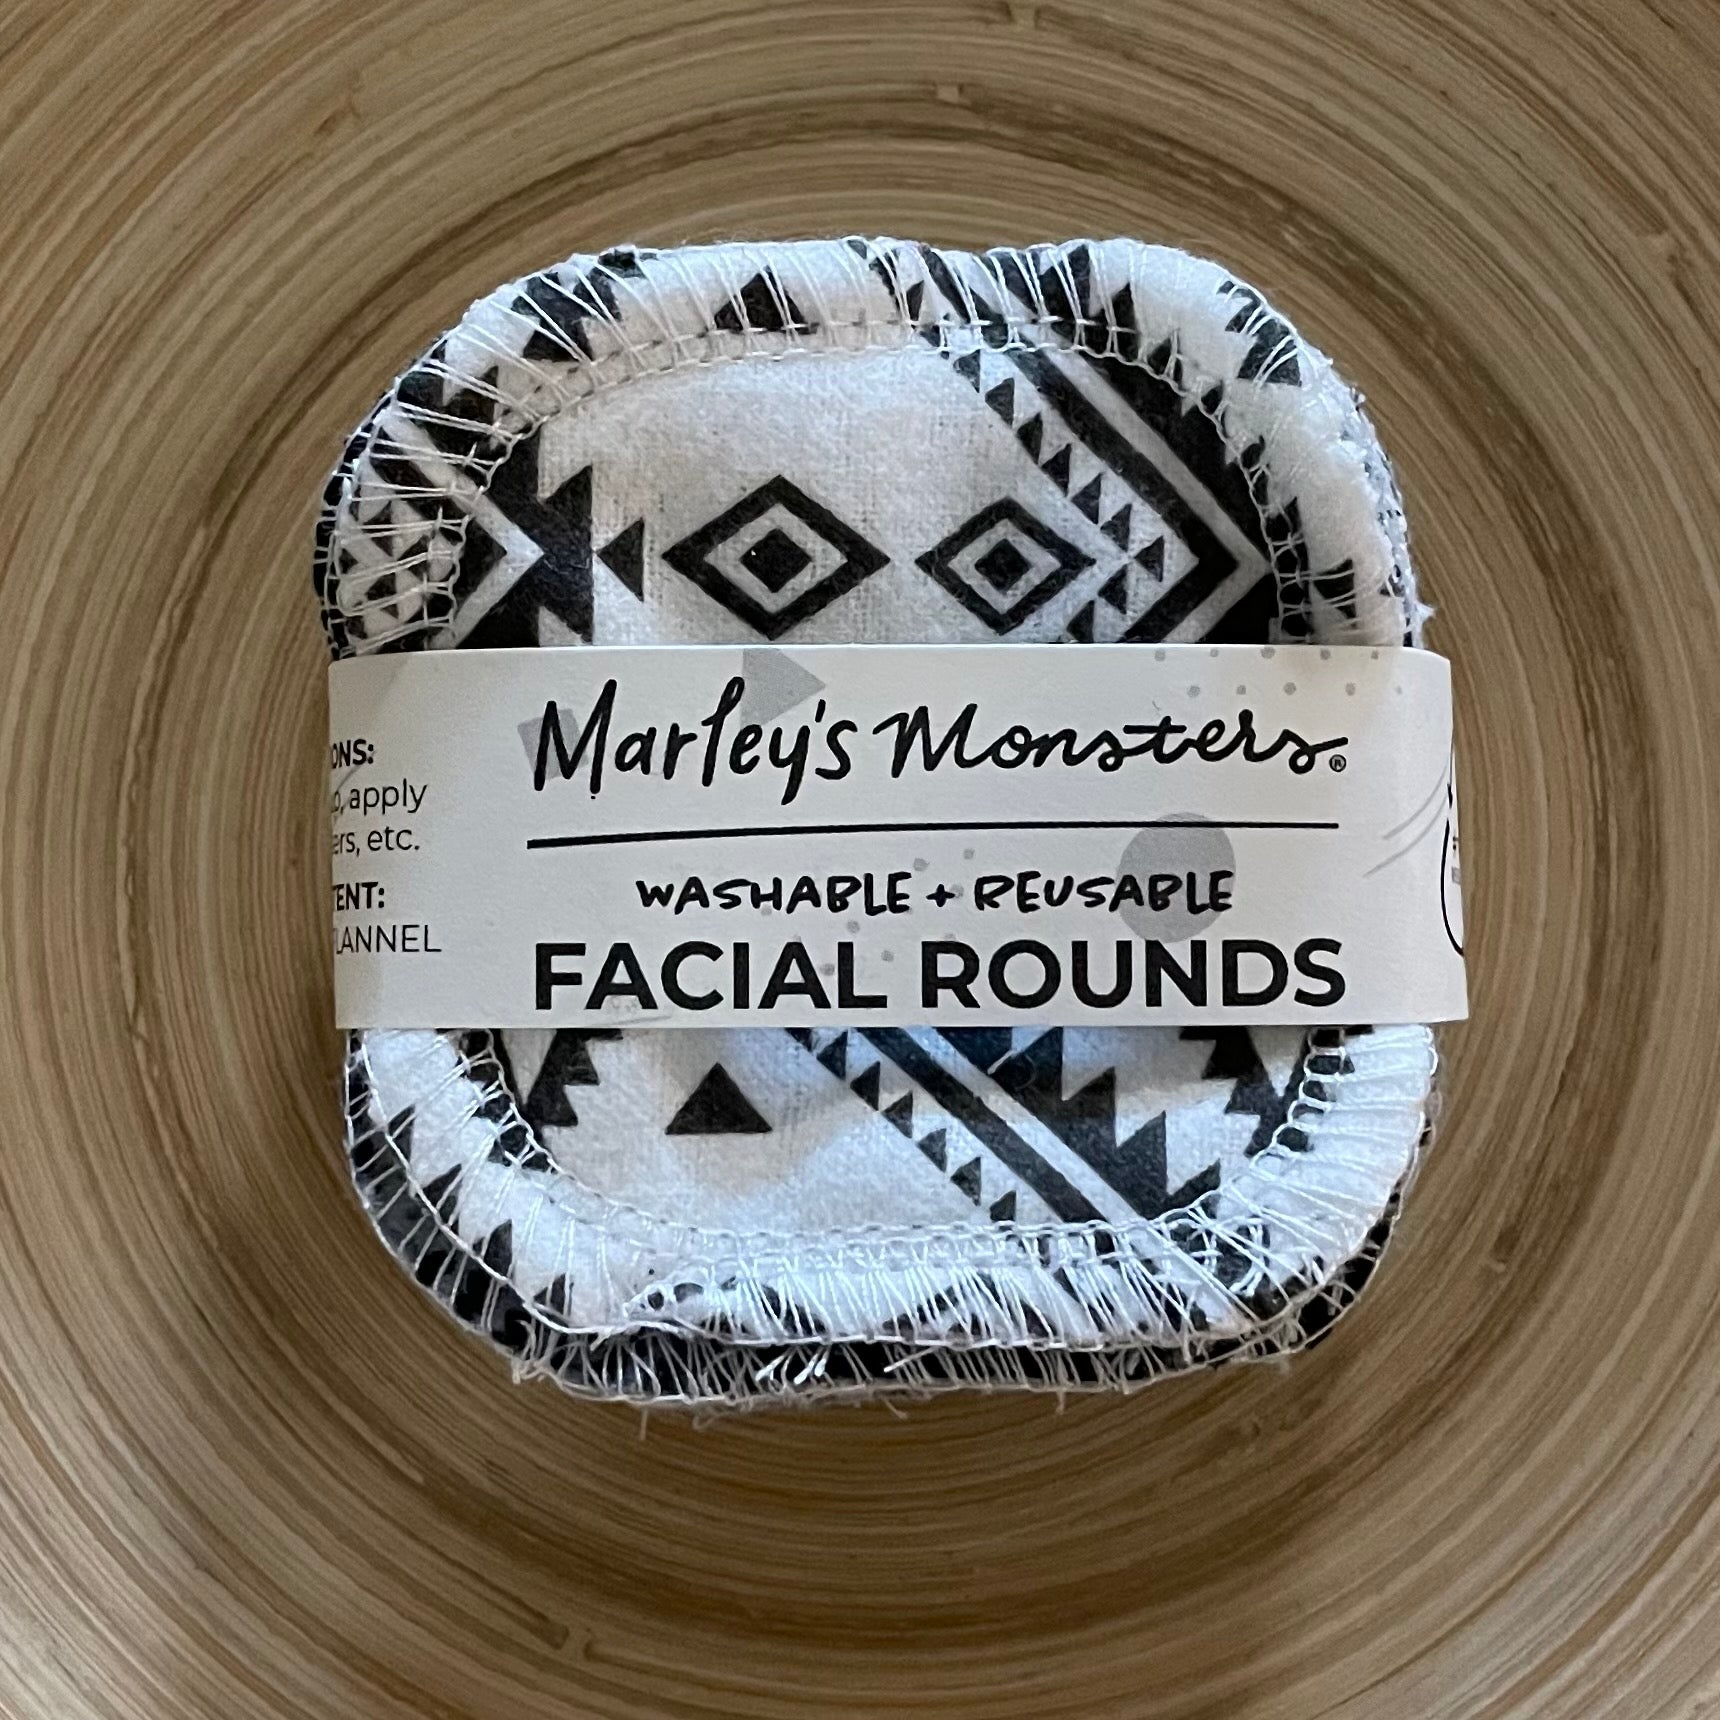 Marley's Monsters®
WASHABLE + REUSABLE
FACIAL ROUNDS
apply
etc.